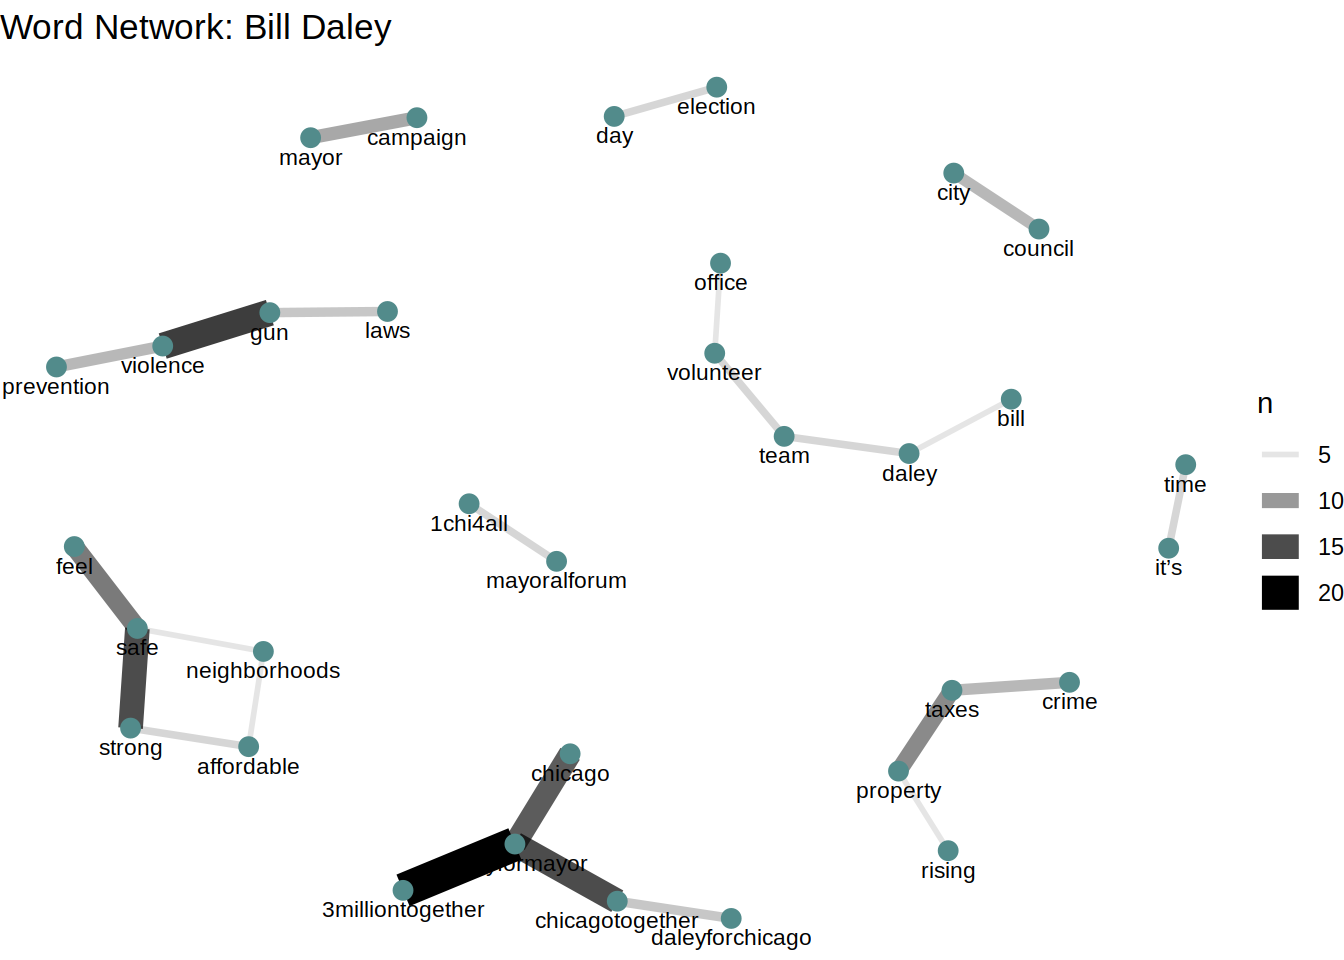 Word Network: Bill Daley
election
day
campaign
mayor
city
council
office
gun
laws
violence
prevention
volunteer
bill
team
daley
n
5
10
15
20
time
it’s
1chi4all
mayoralforum
feel
safe
neighborhoods
strong
affordable
taxes
crime
property
rising
chicago
3milliontogether
chicagotogether
daleyforchicago